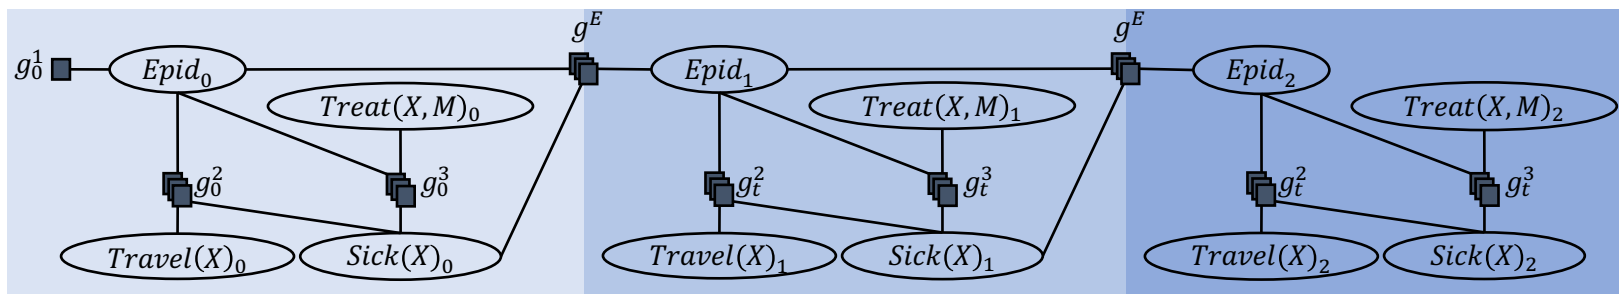 g^E g^E
g_0^1 Epid_0 Epid_1 Epid_2
Treat(X, M)_0 Treat(X, M)_1 Treat(X, M)_2
g_0^2 g_0^3 g_t^2 g_t^3 g_t^2 g_t^3
Travel(X)_0 Sick(X)_0 Travel(X)_1 Sick(X)_1 Travel(X)_2 Sick(X)_2